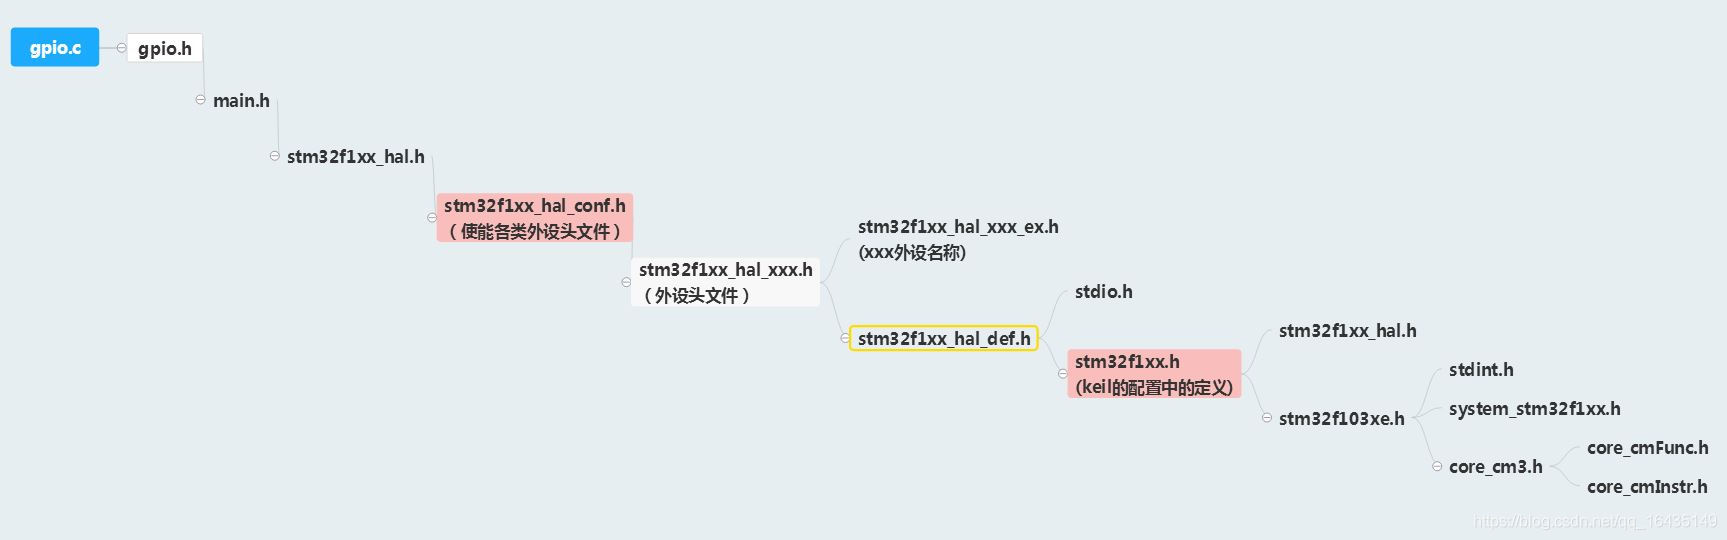 gpio.c
gpio.h
main.h
stm32f1xx_hal.h
stm32f1xx_hal_conf.h
（使能各类外设头文件）
stm32f1xx_hal_xxx.h
（外设头文件）
stm32f1xx_hal_xxx_ex.h
(xxx外设名称)
stm32f1xx_hal_def.h
stdio.h
stm32f1xx.h
(keil的配置中的定义)
stm32f1xx_hal.h
stm32f103xe.h
stdint.h
system_stm32f1xx.h
core_cm3.h
core_cmFunc.h
core_cmInstr.h
https://blog.csdn.net/qq_16435149